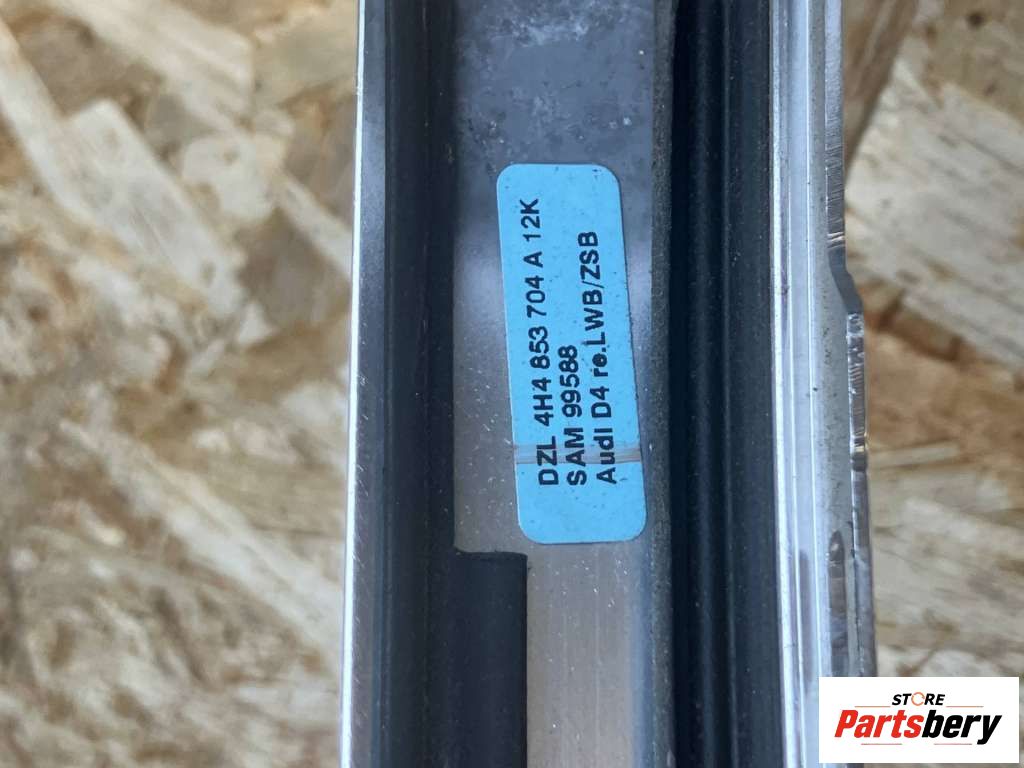 DZL 4H4 853 704 A 12K
SAM 99588
Audi D4 re.LWB/ZSB
STORE
Partsbery